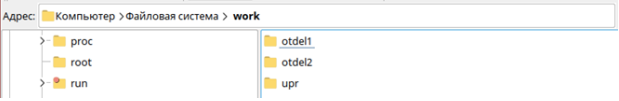 Адрес: Компьютер > Файловая система > work
proc
root
run
otdel1
otdel2
upr